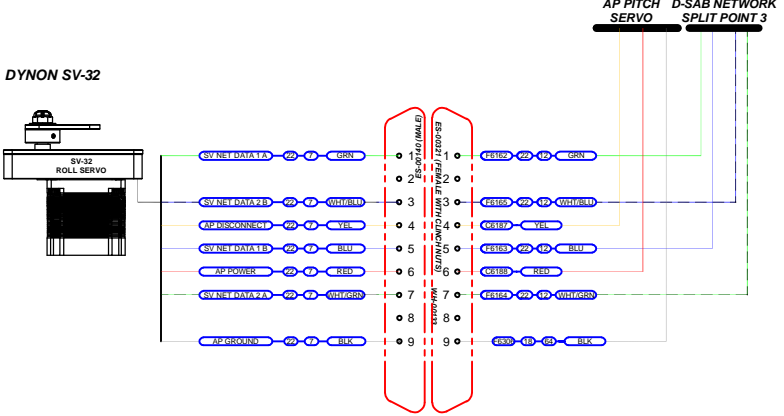 AP PITCH
SERVO
D-SAB NETWORK
SPLIT POINT 3
DYNON SV-32
SV-32
ROLL SERVO
ES-00140 (MALE)
ES-00321 (FEMALE WITH CLINCH NUTS)
WH-00133
SV NET DATA 1 A 22 7 GRN 1 1 F6162 22 12 GRN
2 2
SV NET DATA 2 B 22 7 WHT/BLU 3 3 F6165 22 12 WHT/BLU
AP DISCONNECT 22 7 YEL 4 4 C6187 YEL
SV NET DATA 1 B 22 7 BLU 5 5 F6163 22 12 BLU
AP POWER 22 7 RED 6 6 C6188 RED
SV NET DATA 2 A 22 7 WHT/GRN 7 7 F6164 22 12 WHT/GRN
8 8
AP GROUND 22 7 BLK 9 9 F6306 18 64 BLK